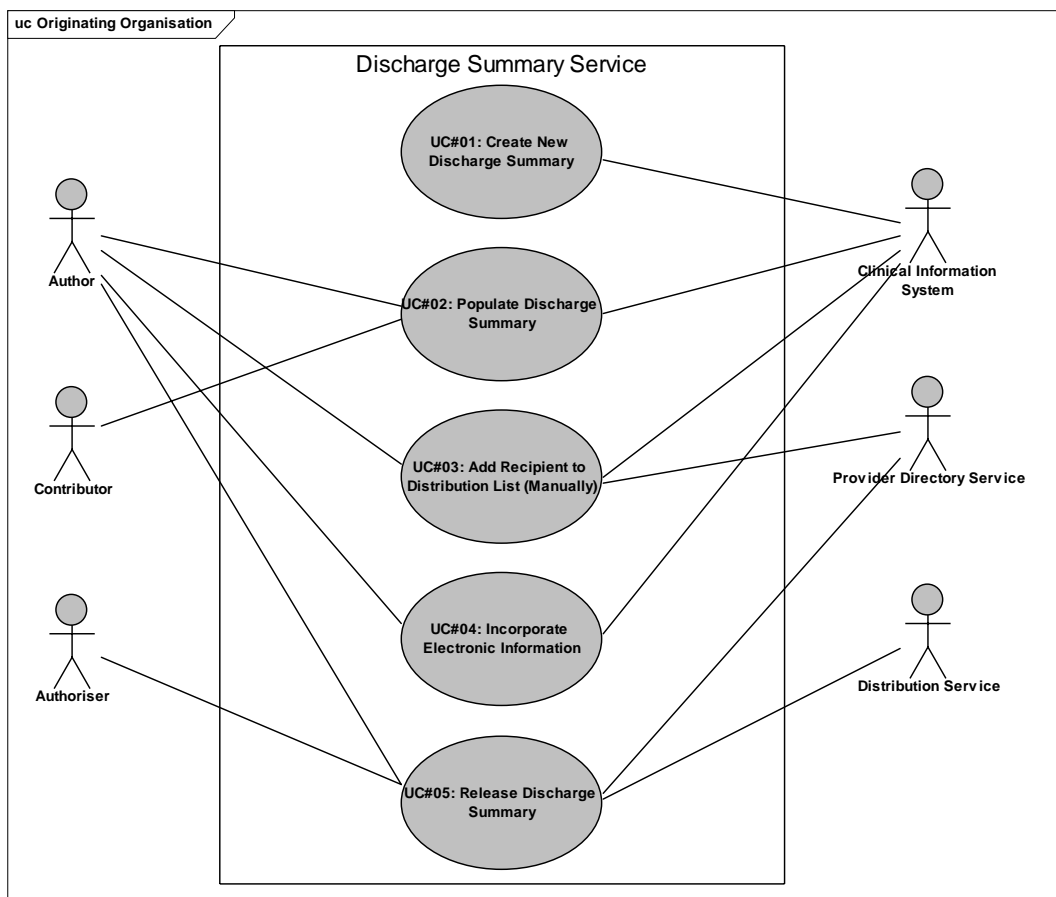 uc Originating Organisation
Discharge Summary Service
UC#01: Create New
Discharge Summary
Author
Clinical Information
System
UC#02: Populate Discharge
Summary
Contributor
UC#03: Add Recipient to
Distribution List (Manually)
Provider Directory Service
UC#04: Incorporate
Electronic Information
Authoriser
Distribution Service
UC#05: Release Discharge
Summary